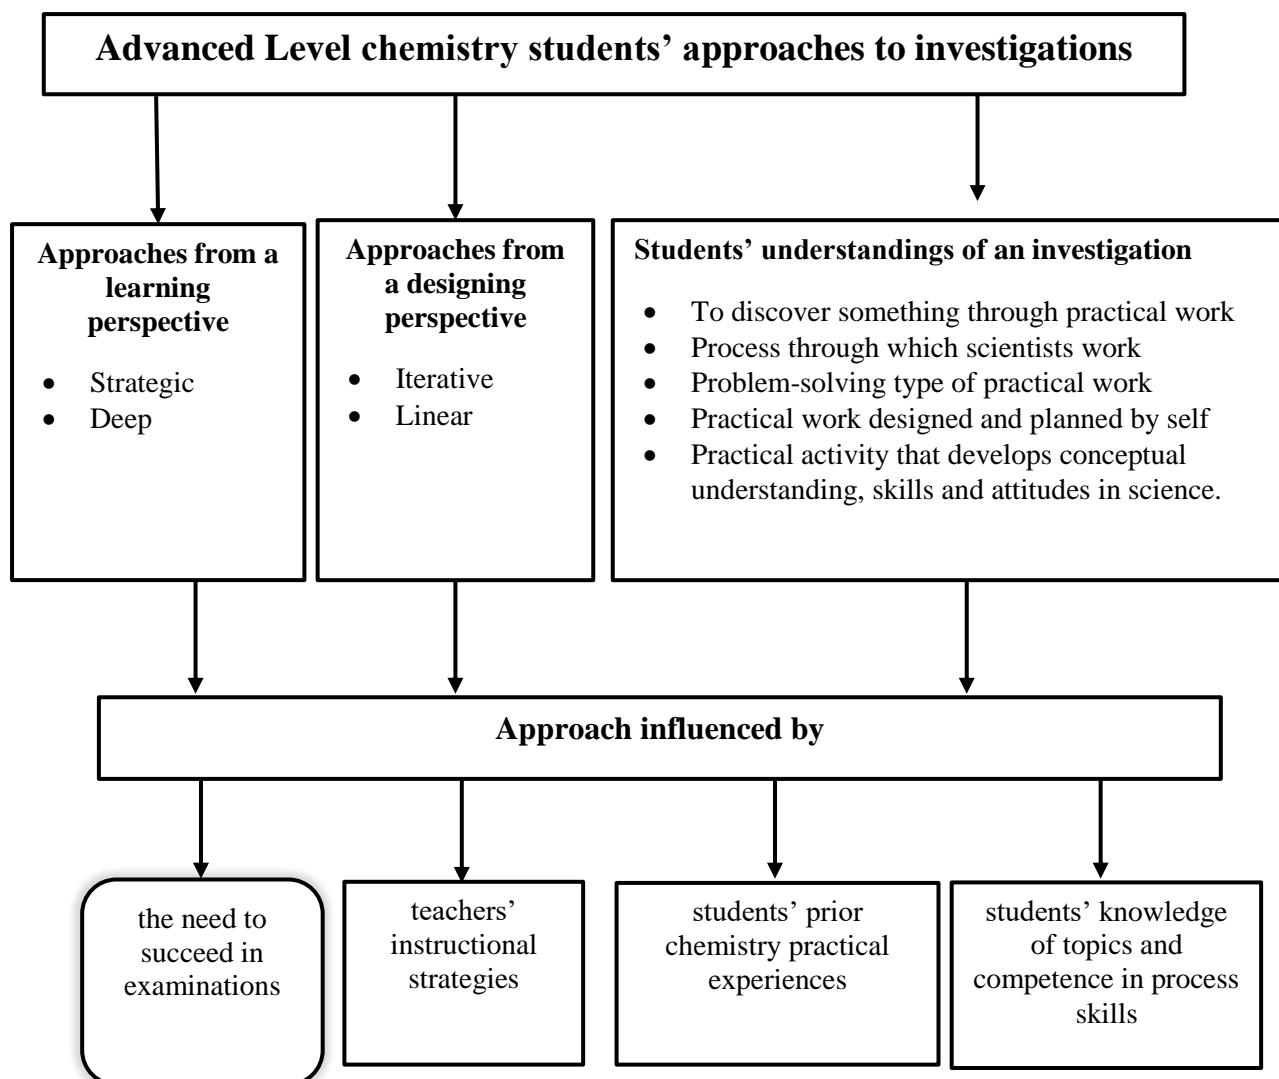 Advanced Level chemistry students’ approaches to investigations
Approaches from a
learning
perspective
• Strategic
• Deep
Approaches from
a designing
perspective
• Iterative
• Linear
Students’ understandings of an investigation
• To discover something through practical work
• Process through which scientists work
• Problem-solving type of practical work
• Practical work designed and planned by self
• Practical activity that develops conceptual
understanding, skills and attitudes in science.
Approach influenced by
the need to
succeed in
examinations
teachers’
instructional
strategies
students’ prior
chemistry practical
experiences
students’ knowledge
of topics and
competence in process
skills